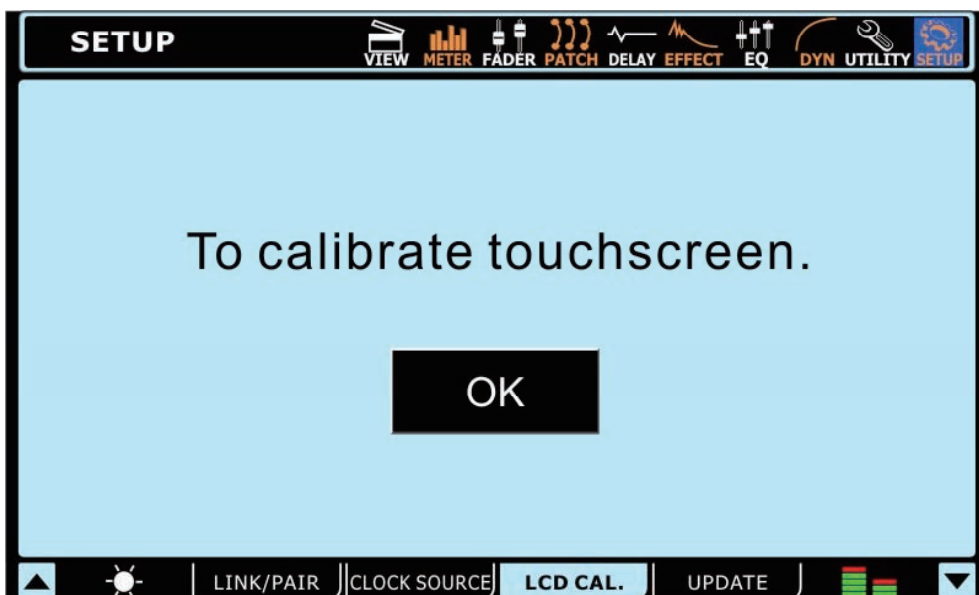 SETUP
VIEW METER FADER PATCH DELAY EFFECT EQ DYN UTILITY SETUP
To calibrate touchscreen.
OK
LINK/PAIR CLOCK SOURCE LCD CAL. UPDATE